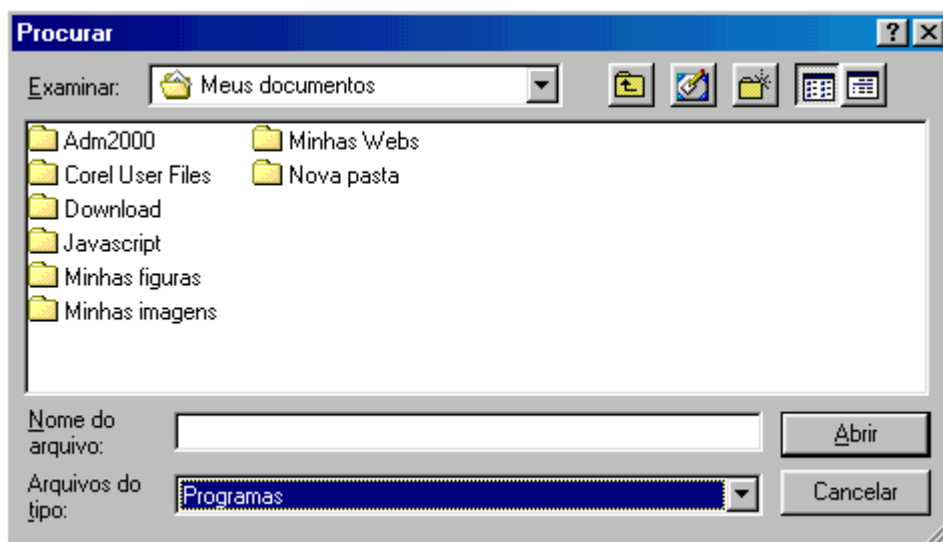 Procurar
Examinar: Meus documentos
Adm2000 Minhas Webs
Corel User Files Nova pasta
Download
Javascript
Minhas figuras
Minhas imagens
Nome do
arquivo:
Abrir
Arquivos do
tipo:
Programas
Cancelar